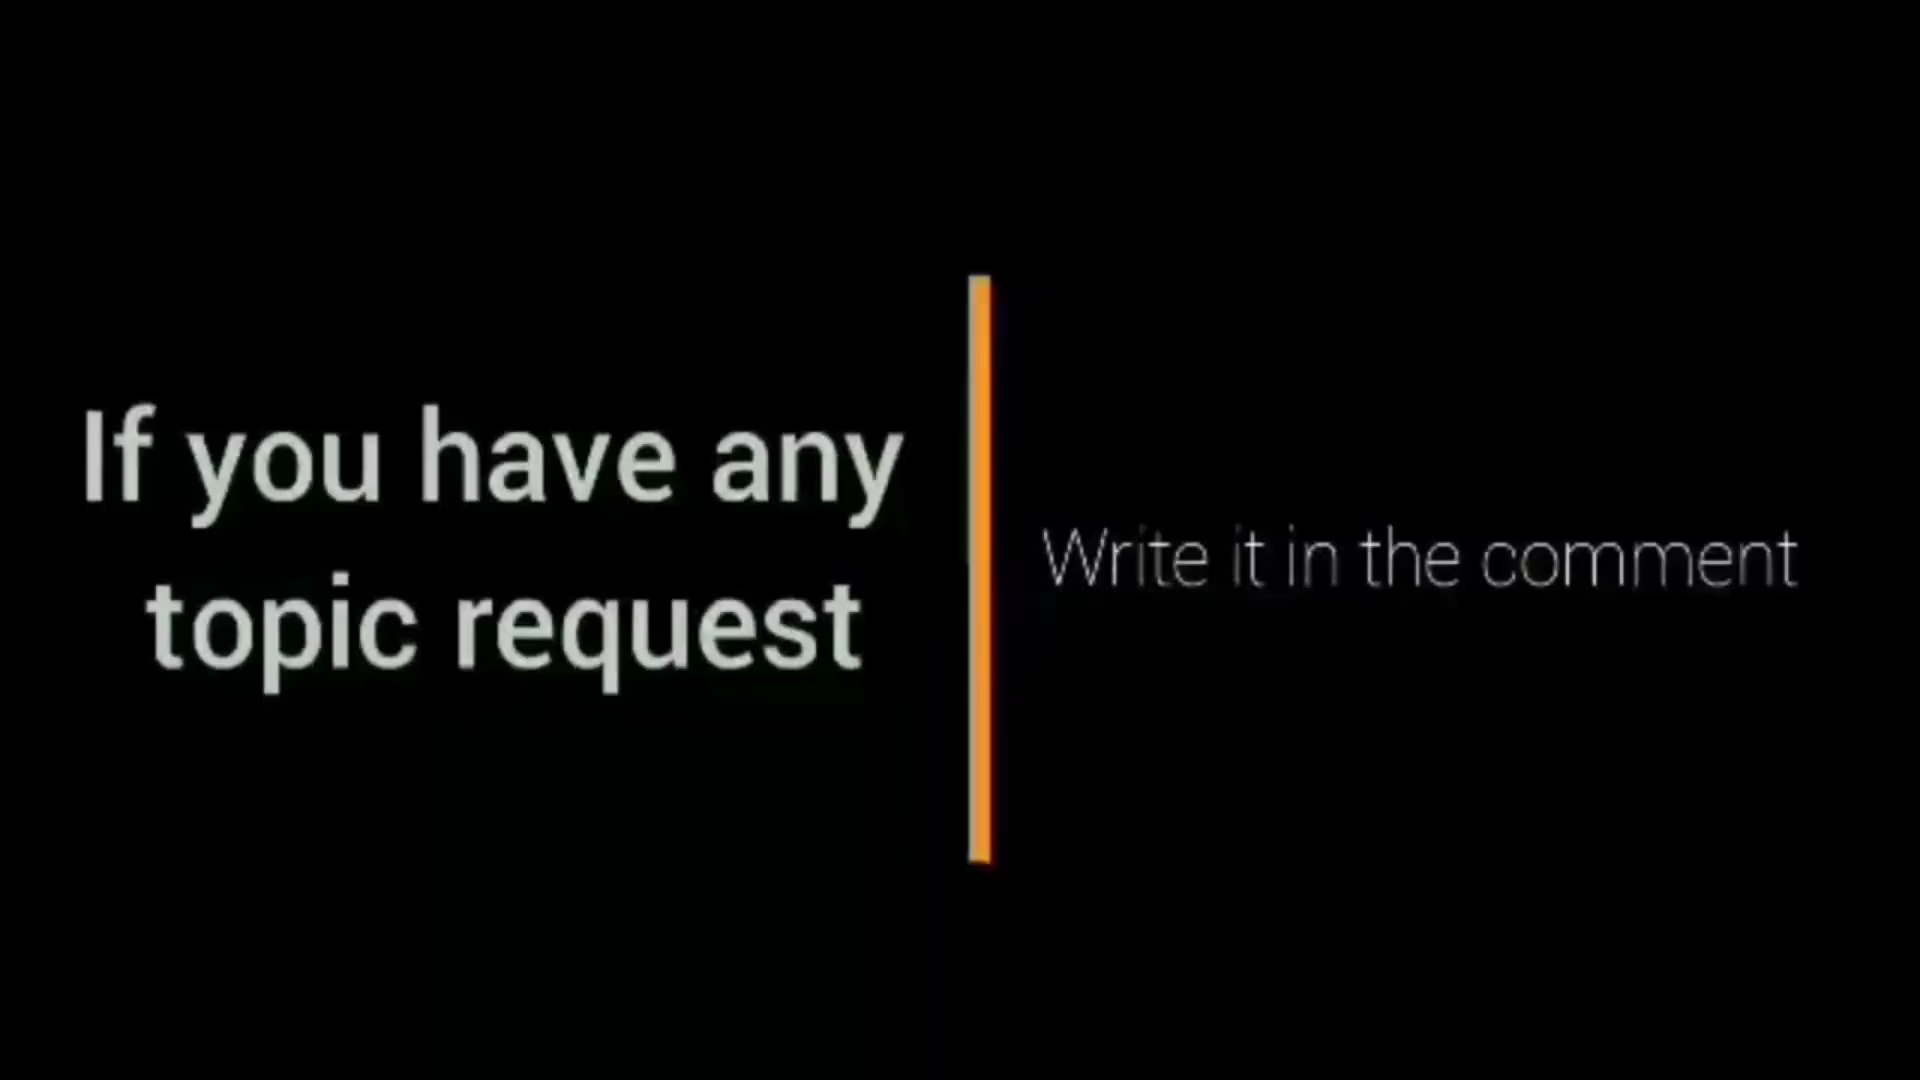 If you have any
topic request
Write it in the comment